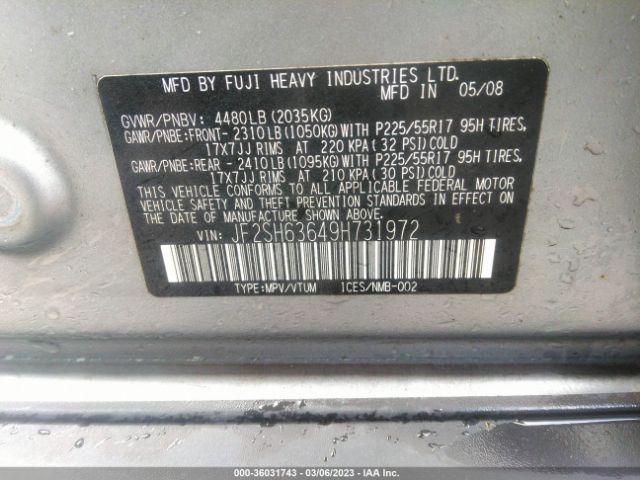 MFD BY FUJI HEAVY INDUSTRIES LTD.
MFD IN 05/08
GVWR/PNBV: 4480LB (2035KG)
GAWR/PNBE:FRONT- 2310LB(1050KG)WITH P225/55R17 95H TIRES,
17X7JJ RIMS AT 220 KPA ( 32 PSI)COLD
GAWR/PNBE:REAR - 2410LB(1095KG)WITH P225/55R17 95H TIRES,
17X7JJ RIMS AT 210 KPA ( 30 PSI)COLD
THIS VEHICLE CONFORMS TO ALL APPLICABLE FEDERAL MOTOR
VEHICLE SAFETY AND THEFT PREVENTION STANDARDS IN
EFFECT ON THE DATE OF MANUFACTURE SHOWN ABOVE.
VIN: JF2SH63649H731972
TYPE:MPV/VTUM ICES/NMB-002
000-36031743 - 03/06/2023 - IAA Inc.